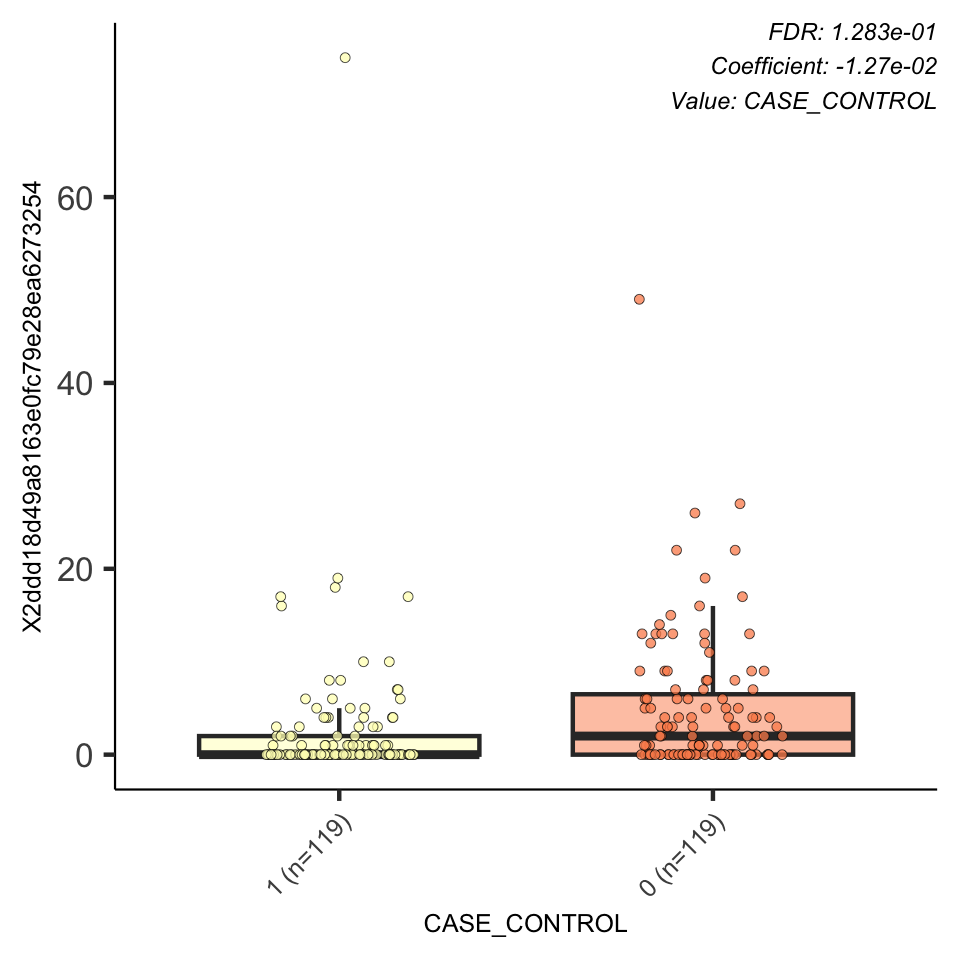 FDR: 1.283e-01
Coefficient: -1.27e-02
Value: CASE_CONTROL
X2ddd18d49a8163e0fc79e28ea6273254
60
40
20
0
1 (n=119)
0 (n=119)
CASE_CONTROL